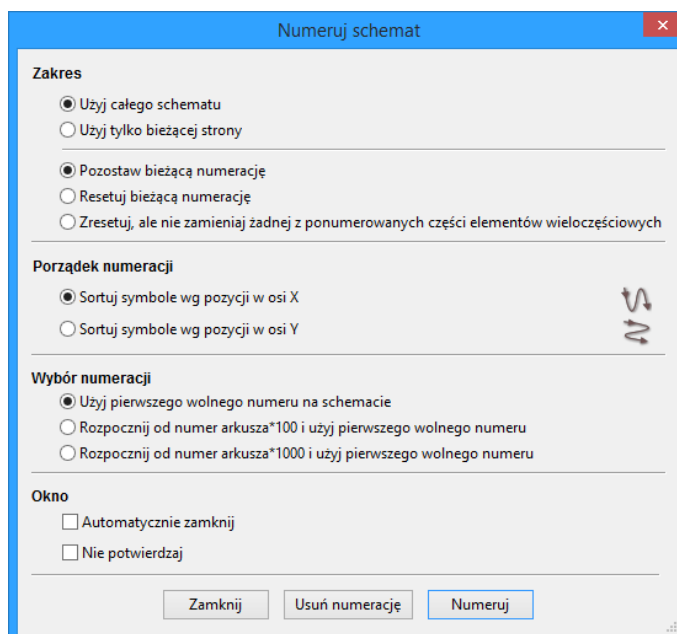 Numeruj schemat
Zakres
Użyj całego schematu
Użyj tylko bieżącej strony
Pozostaw bieżącą numerację
Resetuj bieżącą numerację
Zresetuj, ale nie zamieniaj żadnej z ponumerowanych części elementów wieloczęściowych
Porządek numeracji
Sortuj symbole wg pozycji w osi X
Sortuj symbole wg pozycji w osi Y
Wybór numeracji
Użyj pierwszego wolnego numeru na schemacie
Rozpocznij od numer arkusza*100 i użyj pierwszego wolnego numeru
Rozpocznij od numer arkusza*1000 i użyj pierwszego wolnego numeru
Okno
Automatycznie zamknij
Nie potwierdzaj
Zamknij Usuń numerację Numeruj